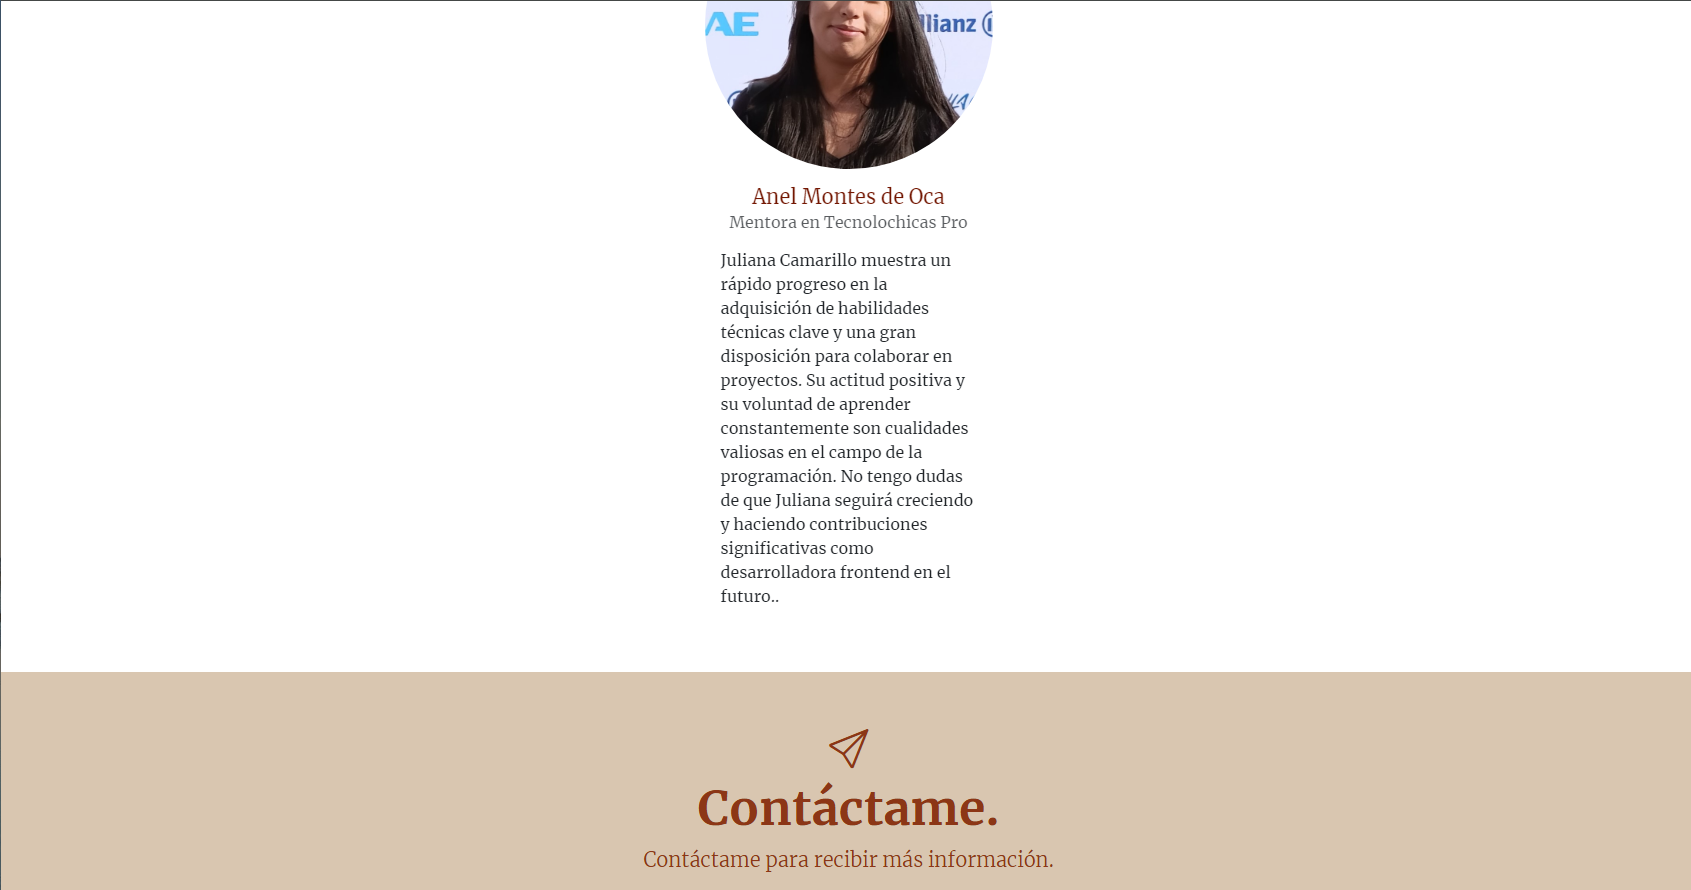 AE
llianz
Anel Montes de Oca
Mentora en Tecnolochicas Pro
Juliana Camarillo muestra un
rápido progreso en la
adquisición de habilidades
técnicas clave y una gran
disposición para colaborar en
proyectos. Su actitud positiva y
su voluntad de aprender
constantemente son cualidades
valiosas en el campo de la
programación. No tengo dudas
de que Juliana seguirá creciendo
y haciendo contribuciones
significativas como
desarrolladora frontend en el
futuro..
Contáctame.
Contáctame para recibir más información.